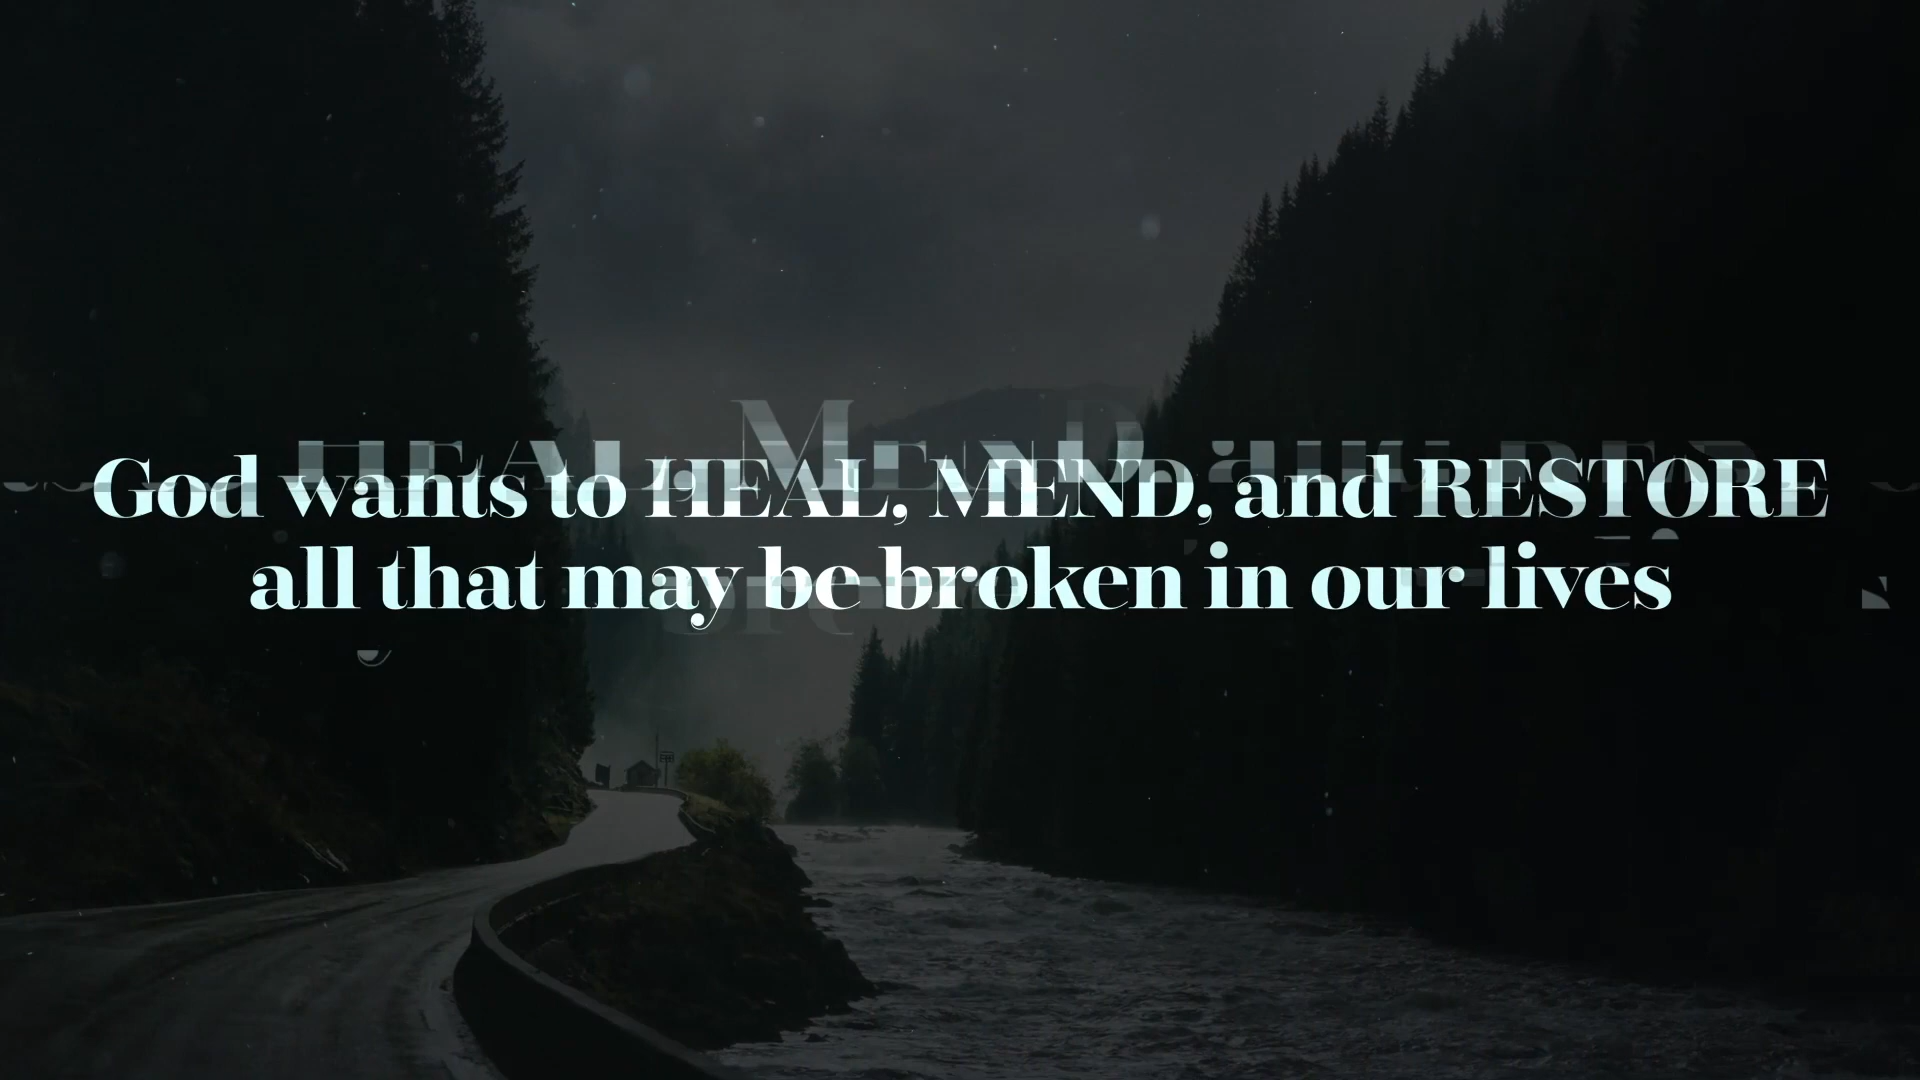 God wants to HEAL, MEND, and RESTORE
all that may be broken in our lives